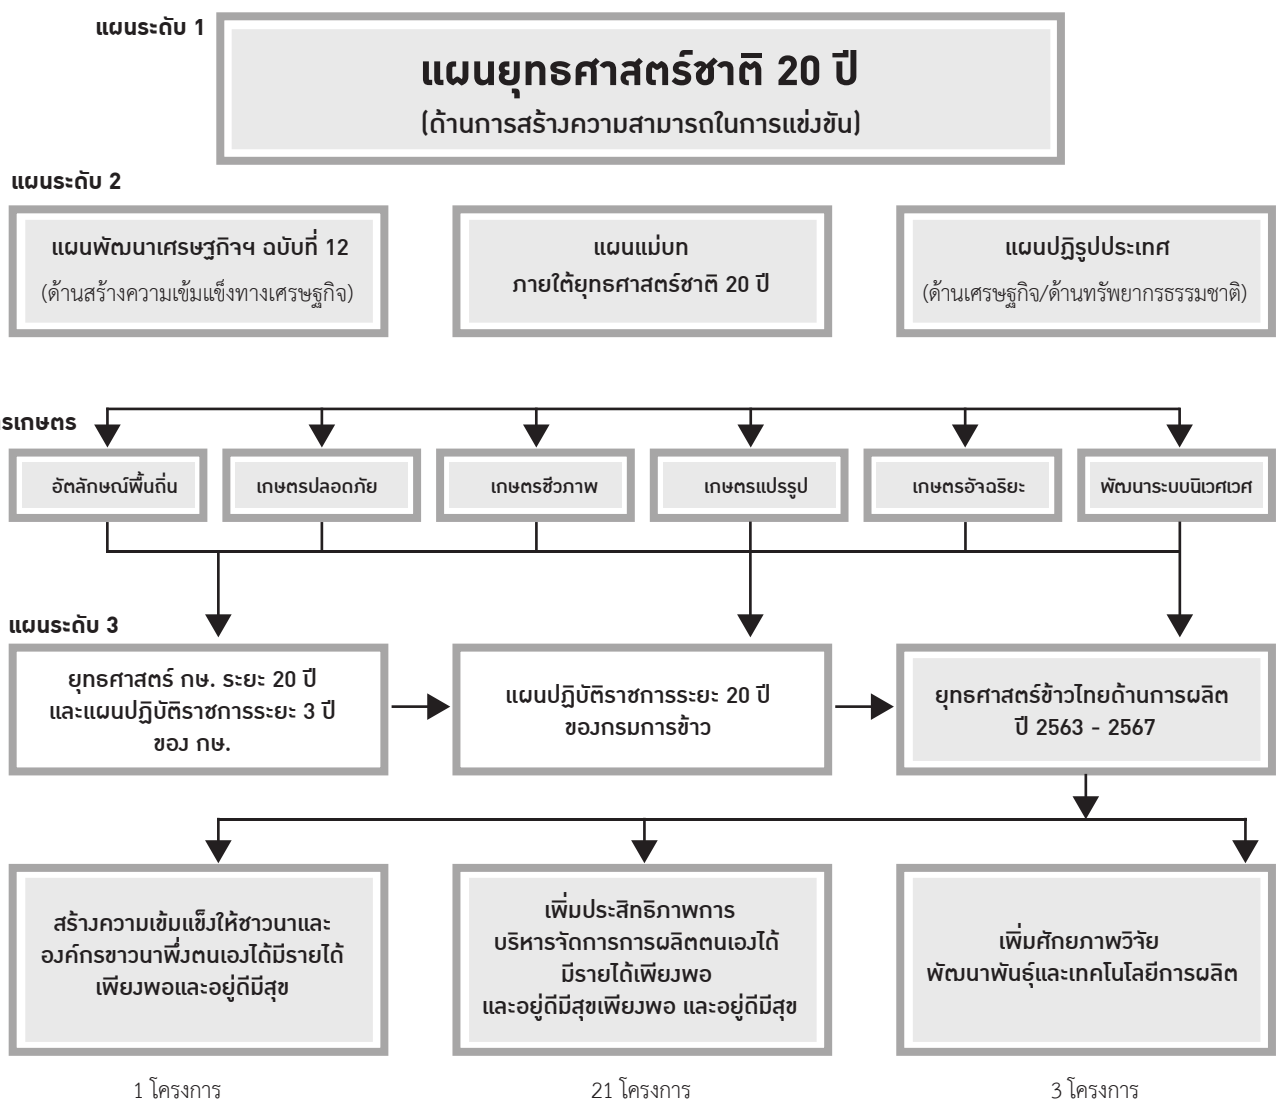 แผนระดับ 1
แผนยุทธศาสตร์ชาติ 20 ปี
(ด้านการสร้างความสามารถในการแข่งขัน)
แผนระดับ 2
แผนพัฒนาเศรษฐกิจฯ ฉบับที่ 12
(ด้านสร้างความเข้มแข็งทางเศรษฐกิจ)
แผนแม่บท
ภายใต้ยุทธศาสตร์ชาติ 20 ปี
แผนปฏิรูปประเทศ
(ด้านเศรษฐกิจ/ด้านทรัพยากรธรรมชาติ)
รเกษตร
อัตลักษณ์พื้นถิ่น
เกษตรปลอดภัย
เกษตรชีวภาพ
เกษตรแปรรูป
เกษตรอัจฉริยะ
พัฒนาระบบนิเวศเวศ
แผนระดับ 3
ยุทธศาสตร์ กษ. ระยะ 20 ปี
และแผนปฏิบัติราชการระยะ 3 ปี
ของ กษ.
แผนปฏิบัติราชการระยะ 20 ปี
ของกรมการข้าว
ยุทธศาสตร์ข้าวไทยด้านการผลิต
ปี 2563 - 2567
สร้างความเข้มแข็งให้ชาวนาและ
องค์กรขาวนาพึ่งตนเองได้มีรายได้
เพียงพอและอยู่ดีมีสุข
เพิ่มประสิทธิภาพการ
บริหารจัดการการผลิตตนเองได้
มีรายได้เพียงพอ
และอยู่ดีมีสุขเพียงพอ และอยู่ดีมีสุข
เพิ่มศักยภาพวิจัย
พัฒนาพันธุ์และเทคโนโลยีการผลิต
1 โครงการ
21 โครงการ
3 โครงการ